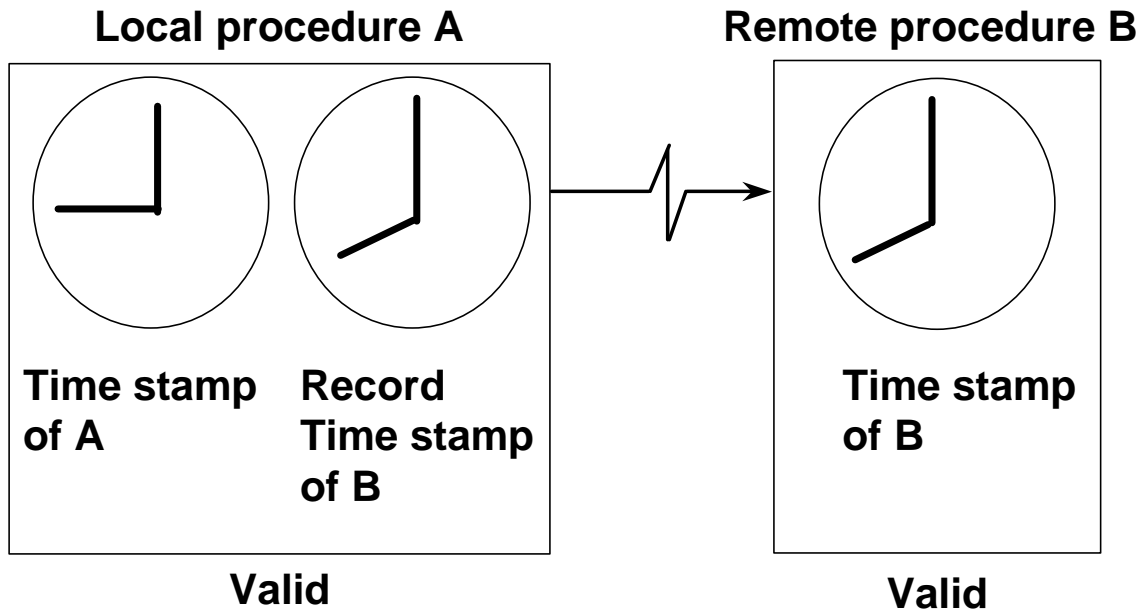 Local procedure A
Remote procedure B
Time stamp
of A
Record
Time stamp
of B
Time stamp
of B
Valid
Valid